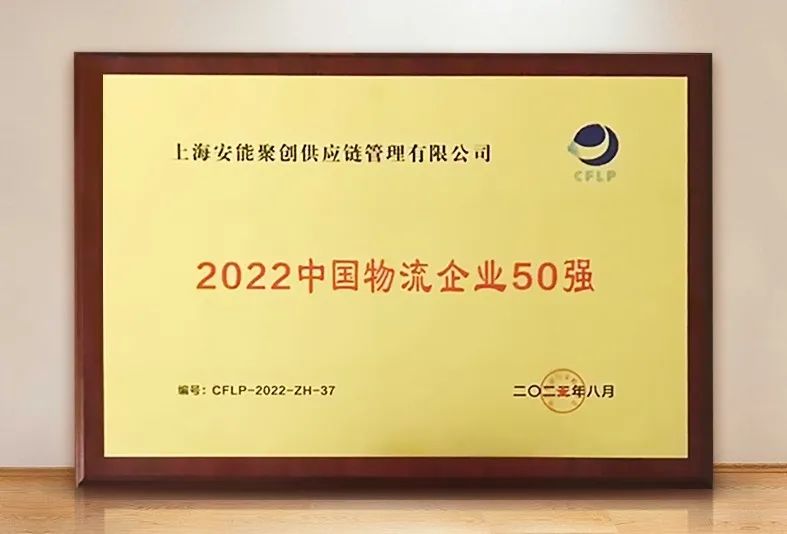 上海安能聚创供应链管理有限公司
CFLP
2022中国物流企业50强
编号：CFLP-2022-ZH-37
二〇二二年八月